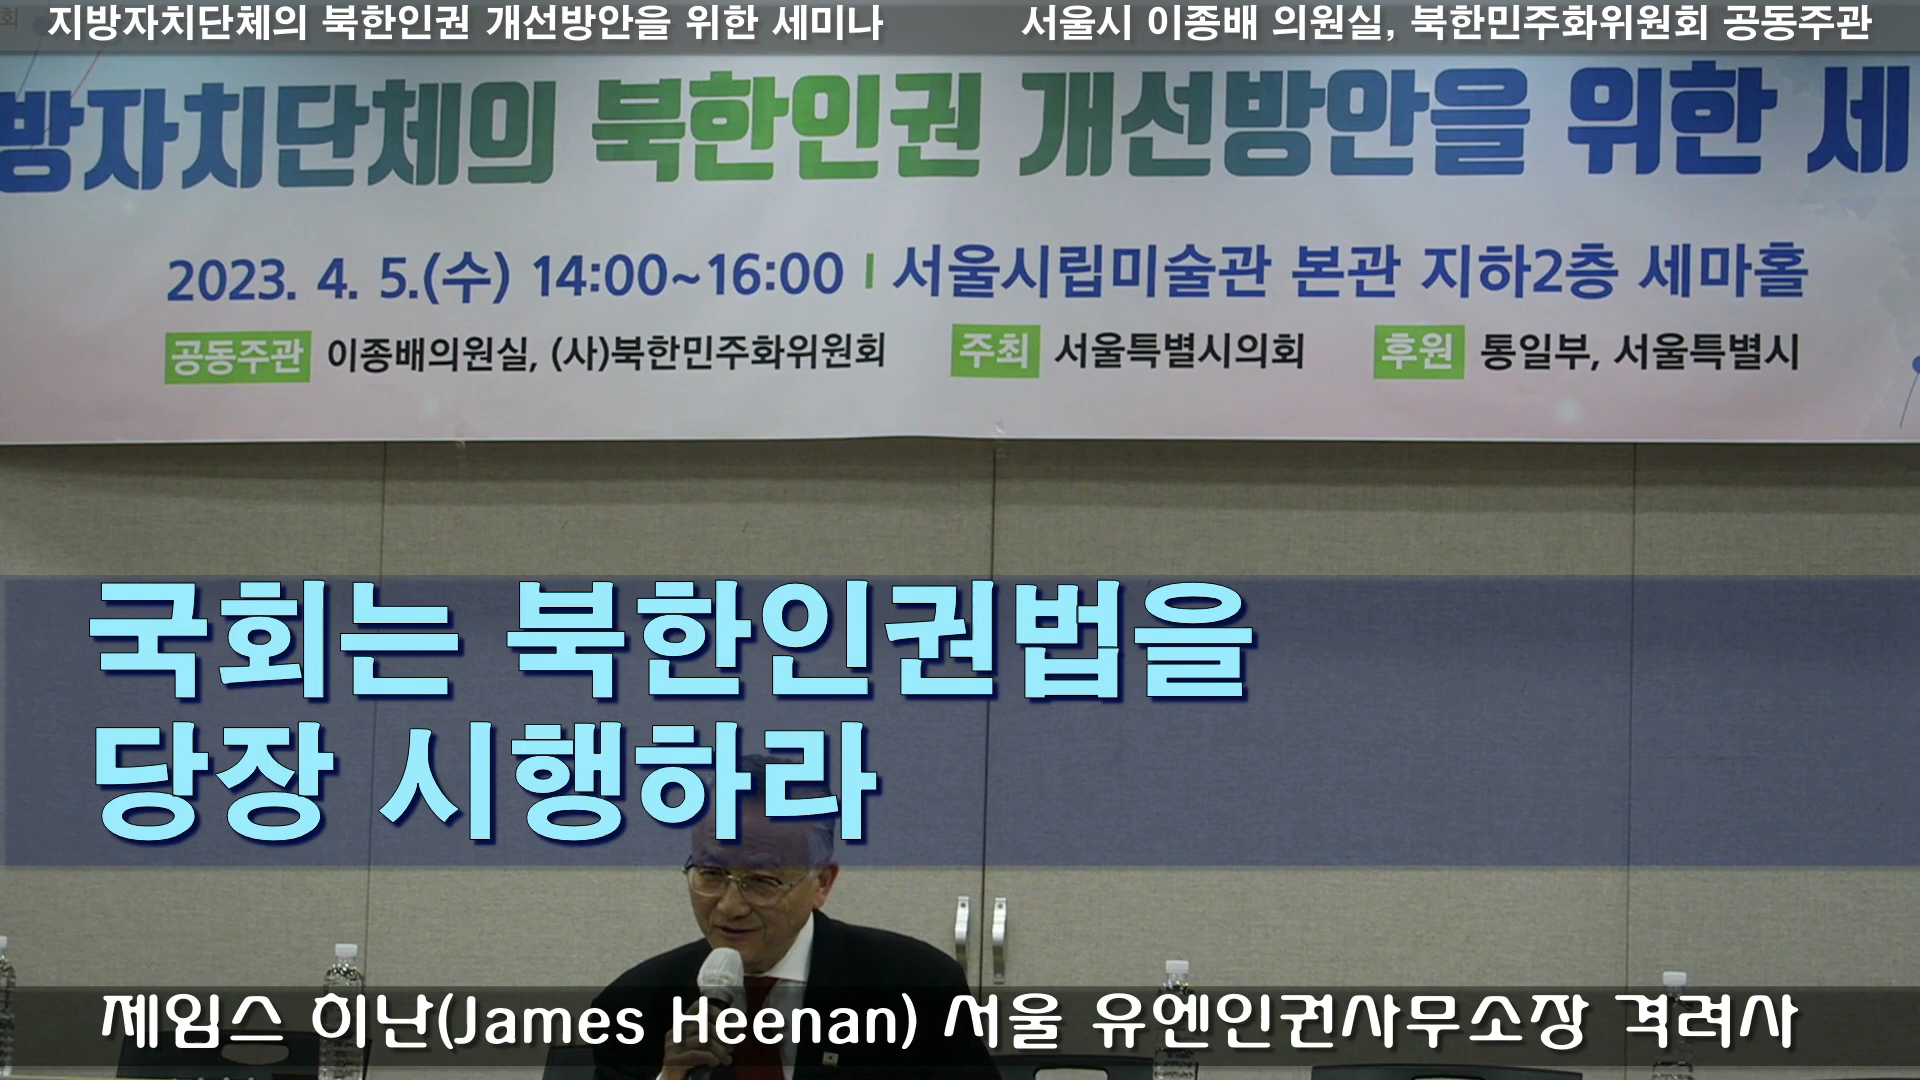 지방자치단체의 북한인권 개선방안을 위한 세미나 서울시 이종배 의원실, 북한민주화위원회 공동주관
방자치단체의 북한인권 개선방안을 위한 세
2023. 4. 5.(수) 14:00~16:00 | 서울시립미술관 본관 지하2층 세마홀
공동주관 이종배의원실, (사)북한민주화위원회 주최 서울특별시의회 후원 통일부, 서울특별시
국회는 북한인권법을
당장 시행하라
제임스 히난(James Heenan) 서울 유엔인권사무소장 격려사